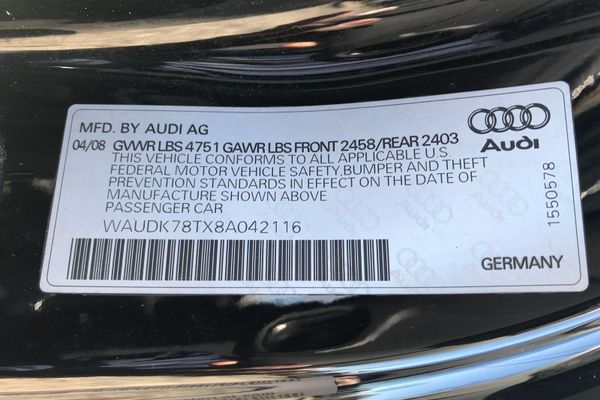 MFD. BY AUDI AG
04/08 GVWR LBS 4751 GAWR LBS FRONT 2458/REAR 2403
THIS VEHICLE CONFORMS TO ALL APPLICABLE U.S.
FEDERAL MOTOR VEHICLE SAFETY,BUMPER AND THEFT
PREVENTION STANDARDS IN EFFECT ON THE DATE OF
MANUFACTURE SHOWN ABOVE
PASSENGER CAR
WAUDK78TX8A042116
Audi
1550578
GERMANY